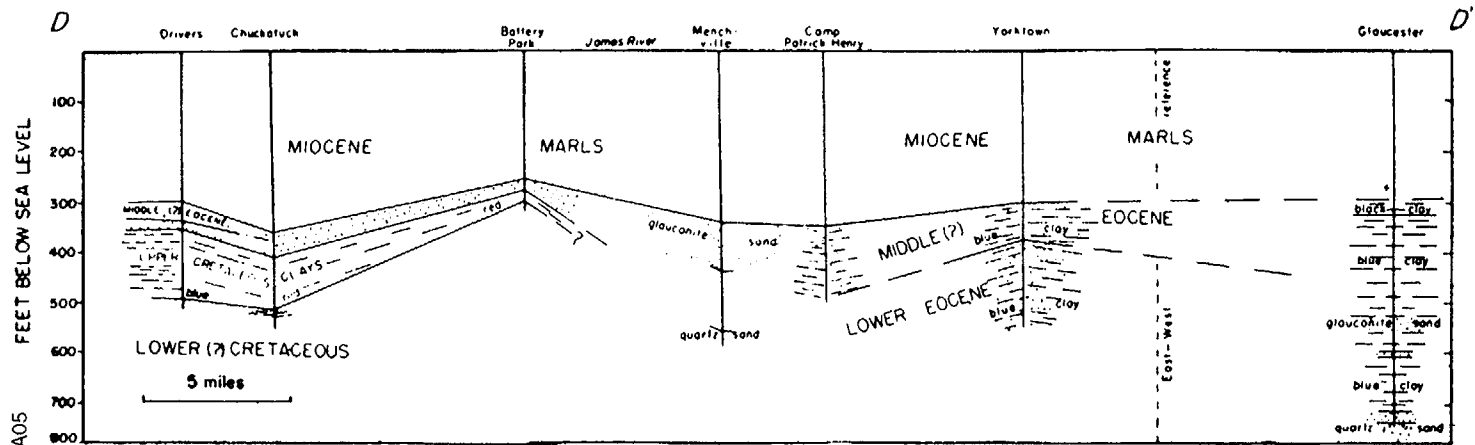 D D'
Drivers Chuckatuck Battery Park James River Mench-ville Camp Patrick Henry Yorktown Gloucester
FEET BELOW SEA LEVEL
100
200
300
400
500
600
700
800
MIOCENE MARLS MIOCENE MARLS
reference
East-West
MIDDLE (?) EOCENE
UPPER CRETACEOUS CLAYS
red
blue
LOWER (?) CRETACEOUS
5 miles
?
glauconite sand
quartz sand
MIDDLE (?) EOCENE
blue clay
LOWER EOCENE
blue clay
black clay
blue clay
glauconite sand
blue clay
quartz sand
A05